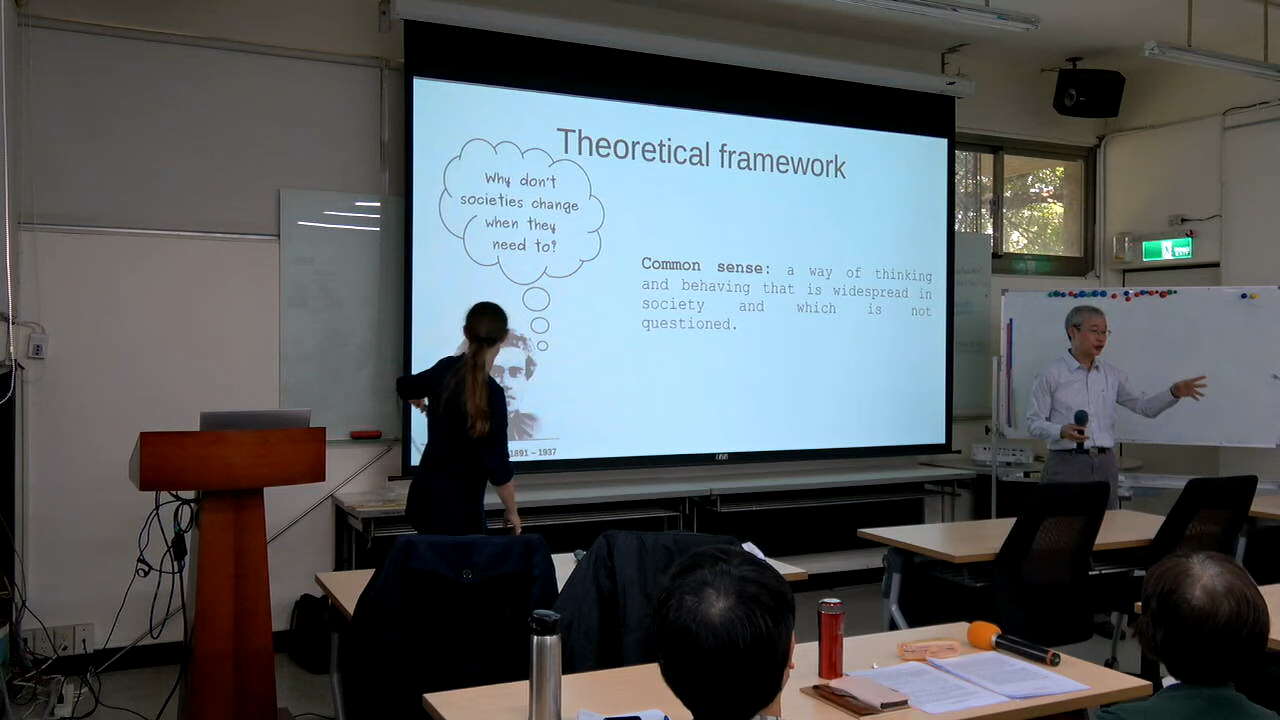 Theoretical framework
Why don't
societies change
when they
need to?
Common sense: a way of thinking
and behaving that is widespread in
society and which is not
questioned.
1891 – 1937